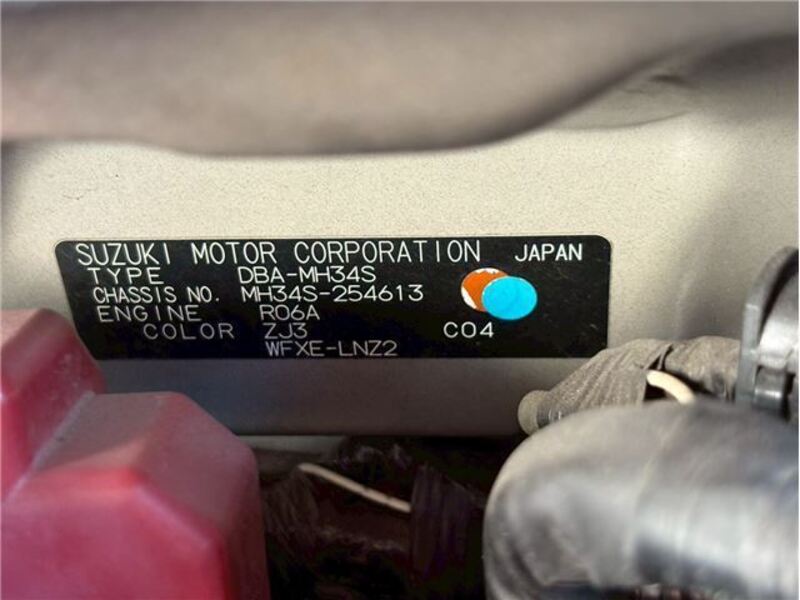 SUZUKI MOTOR CORPORATION JAPAN
TYPE DBA-MH34S
CHASSIS NO. MH34S-254613
ENGINE R06A
COLOR ZJ3 C04
WFXE-LNZ2